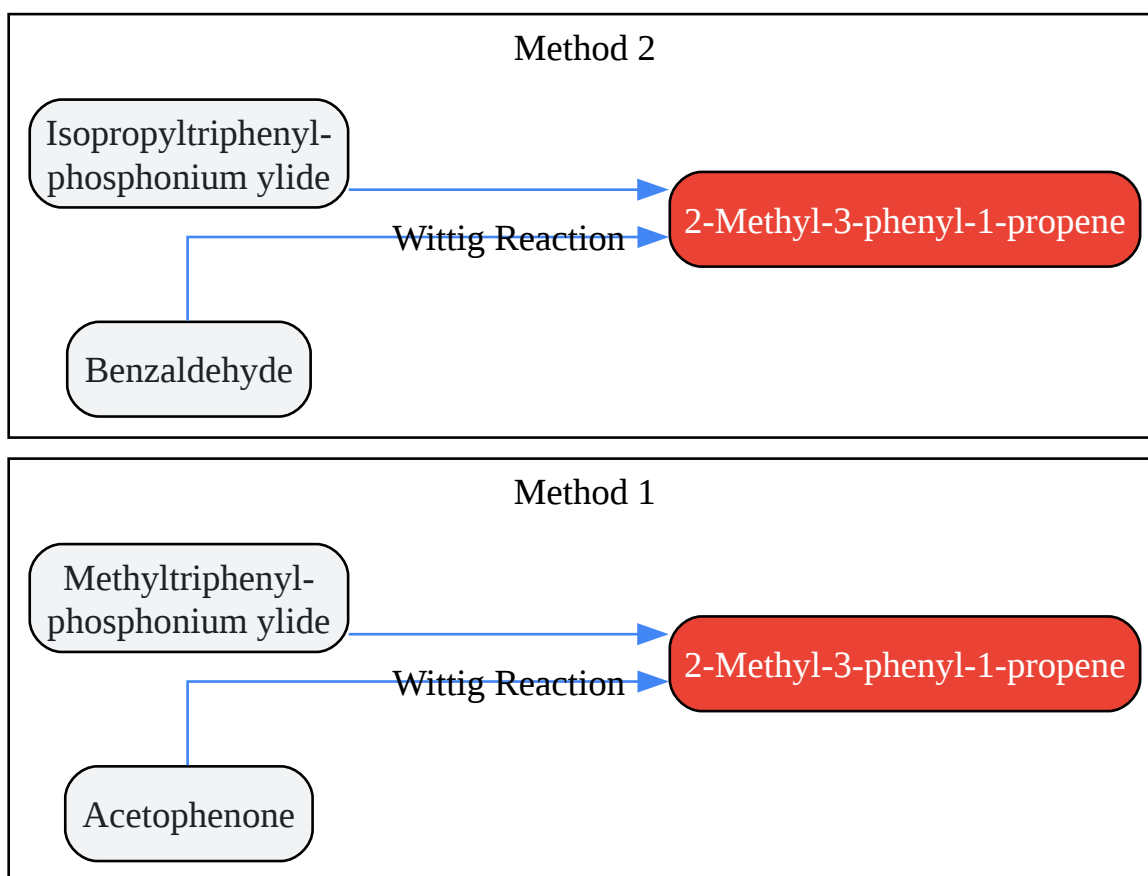 Method 2
Isopropyltriphenyl-
phosphonium ylide
2-Methyl-3-phenyl-1-propene
Wittig Reaction
Benzaldehyde
Method 1
Methyltriphenyl-
phosphonium ylide
2-Methyl-3-phenyl-1-propene
Wittig Reaction
Acetophenone